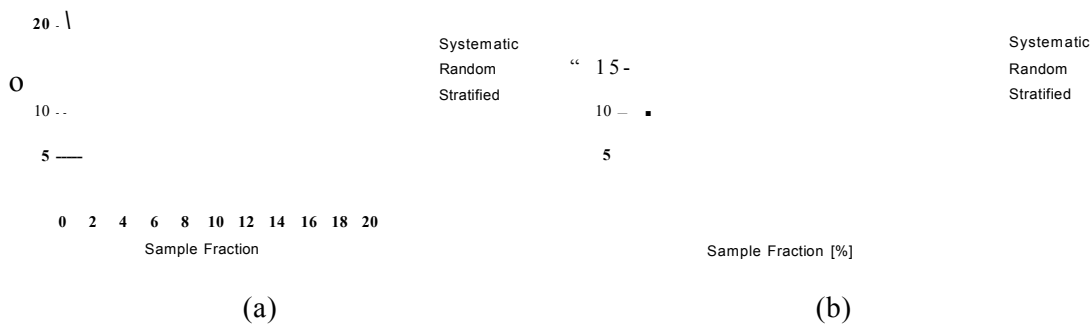 20 - \
Systematic
Random
Stratified
o
10 - -
5 -----
0 2 4 6 8 10 12 14 16 18 20
Sample Fraction
(a)
Systematic
Random
Stratified
“ 15-
10 –
5
Sample Fraction [%]
(b)